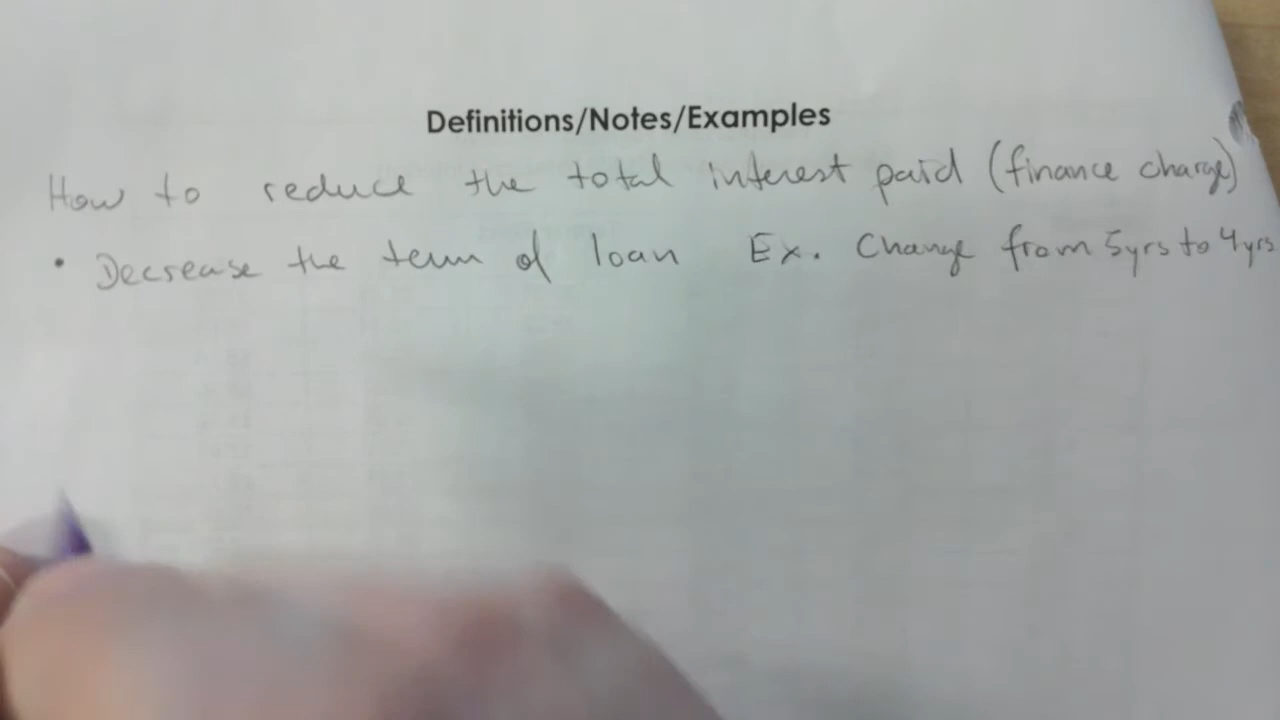 Definitions/Notes/Examples
How to reduce the total interest paid (finance charge)
• Decrease the term of loan Ex. Change from 5yrs to 4yrs